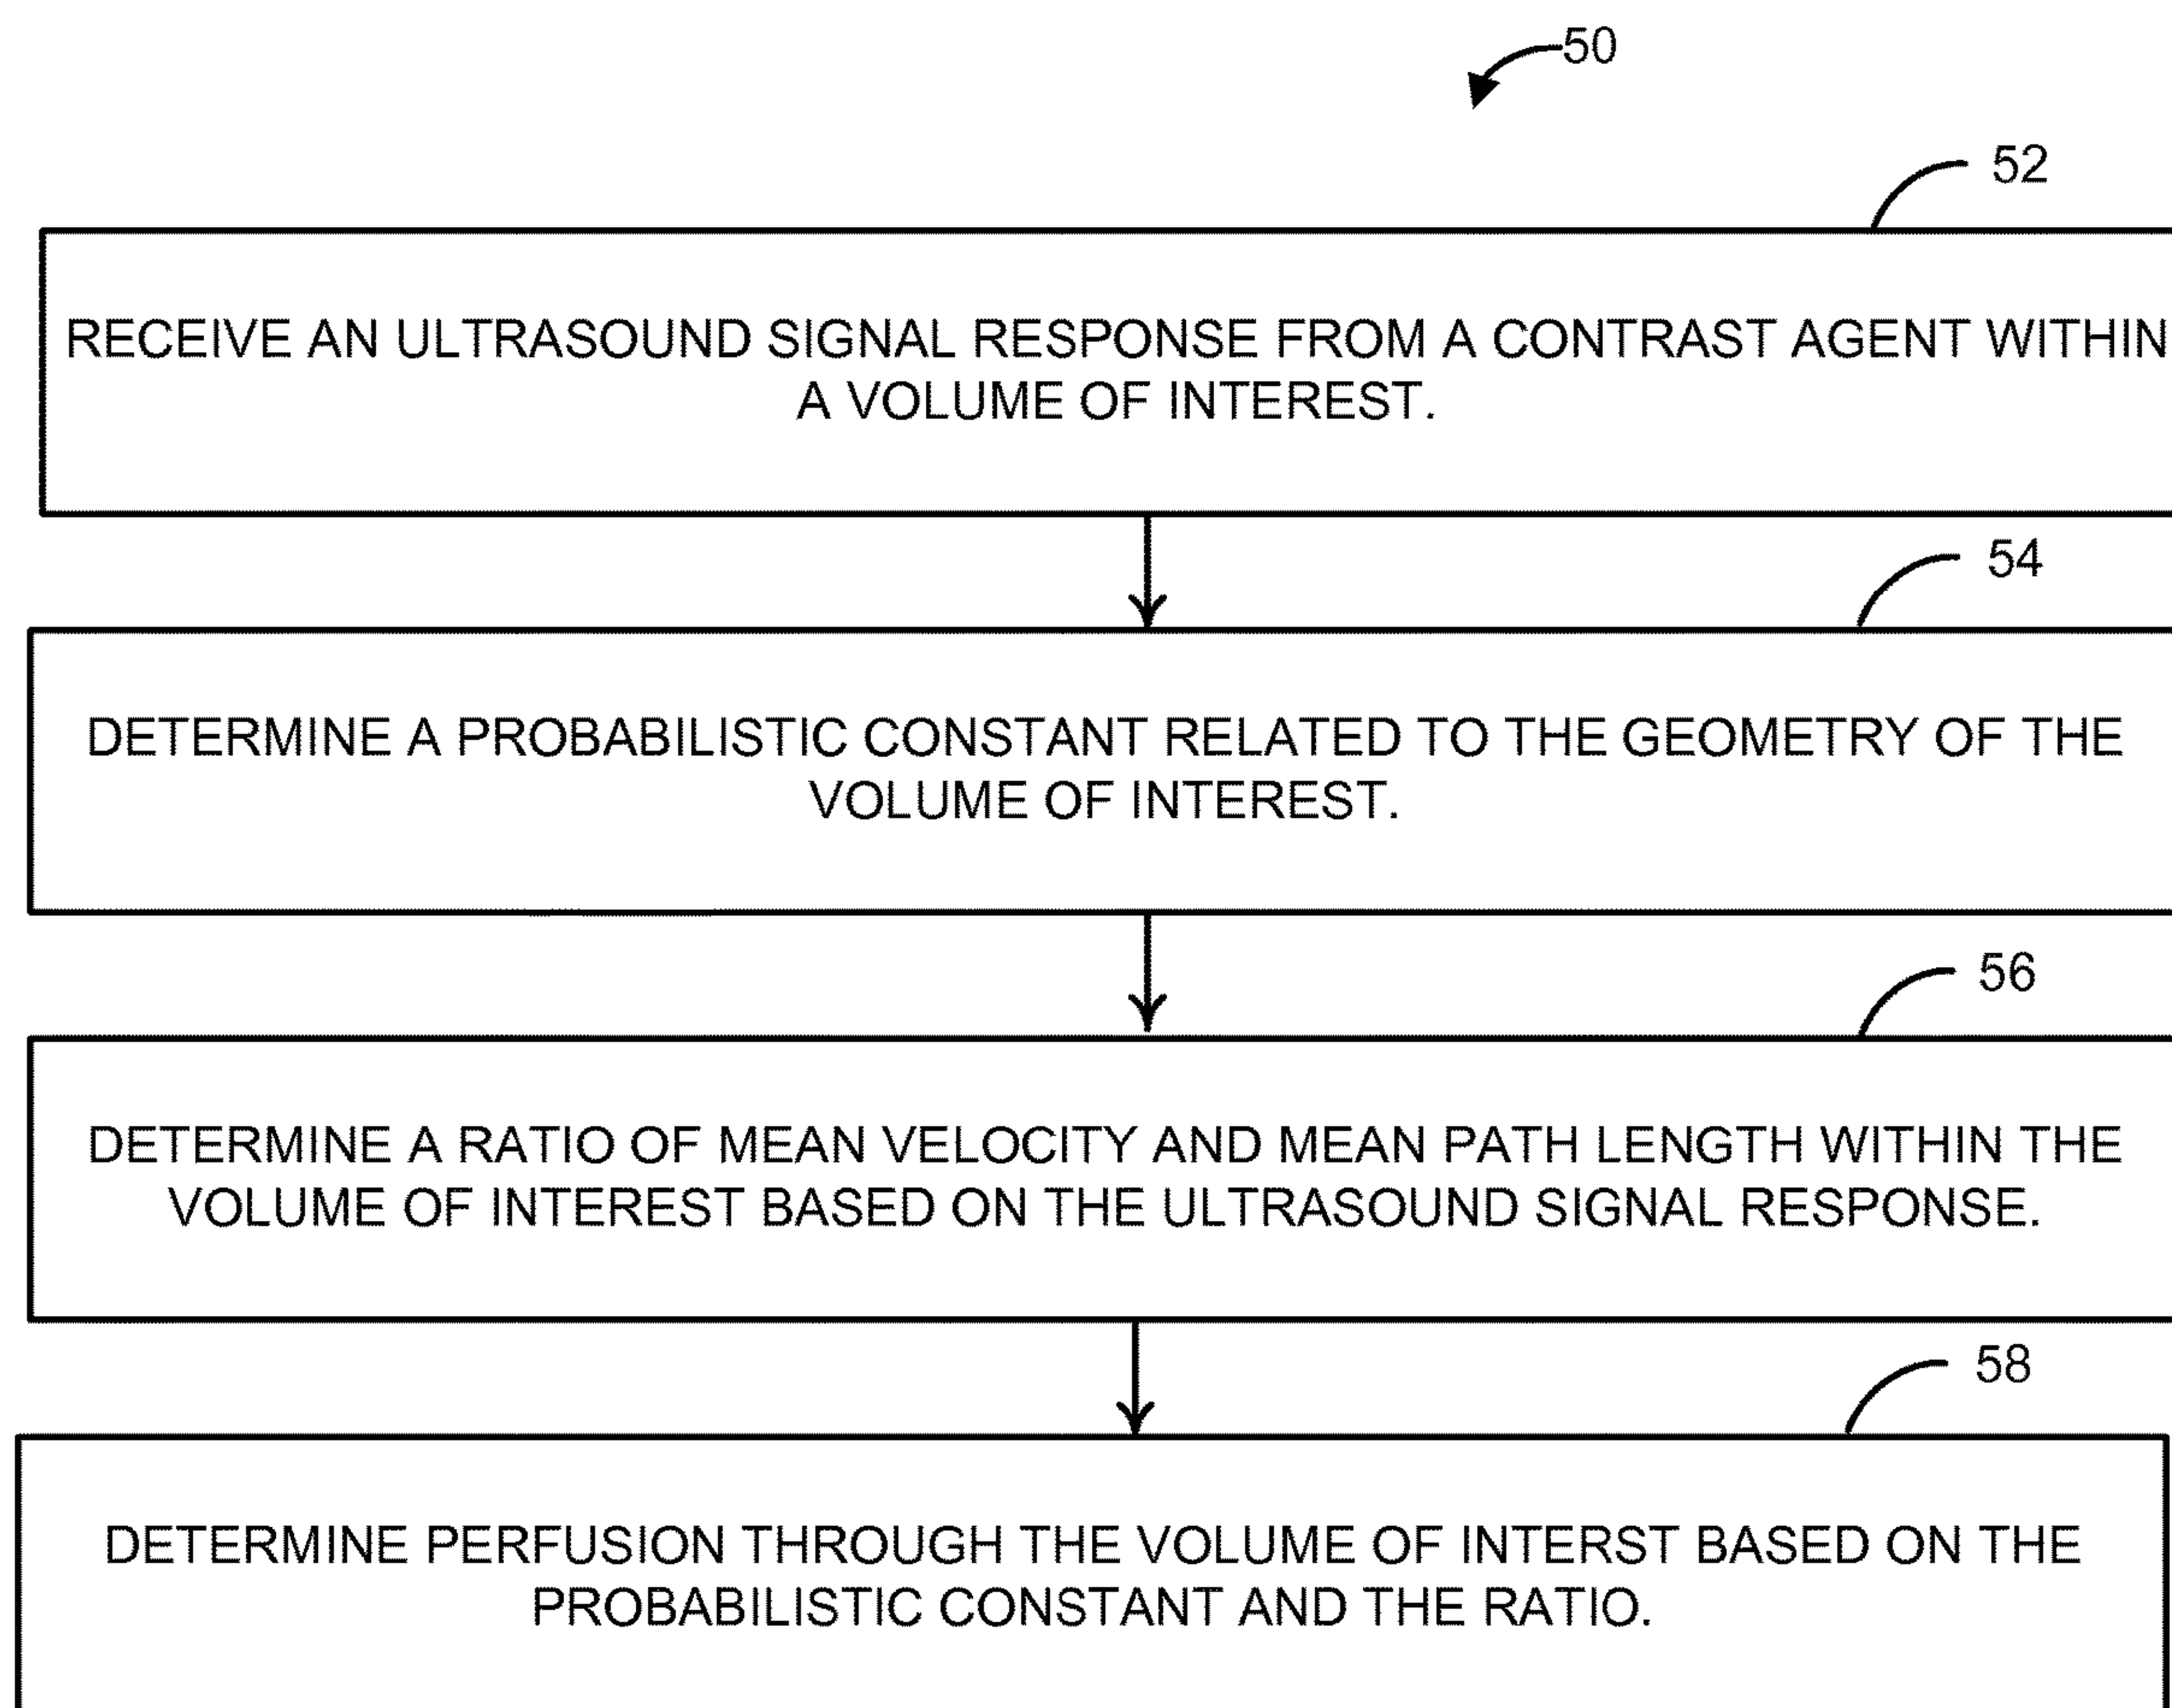 50
52
RECEIVE AN ULTRASOUND SIGNAL RESPONSE FROM A CONTRAST AGENT WITHIN
A VOLUME OF INTEREST.
54
DETERMINE A PROBABILISTIC CONSTANT RELATED TO THE GEOMETRY OF THE
VOLUME OF INTEREST.
56
DETERMINE A RATIO OF MEAN VELOCITY AND MEAN PATH LENGTH WITHIN THE
VOLUME OF INTEREST BASED ON THE ULTRASOUND SIGNAL RESPONSE.
58
DETERMINE PERFUSION THROUGH THE VOLUME OF INTERST BASED ON THE
PROBABILISTIC CONSTANT AND THE RATIO.